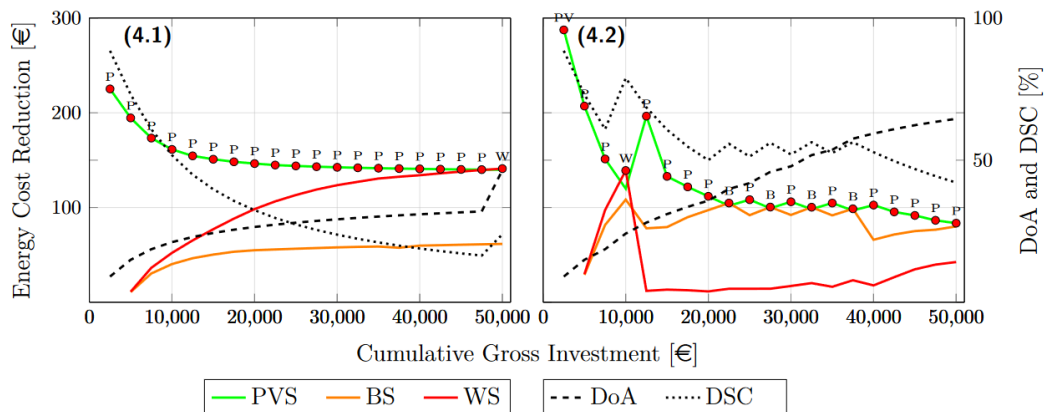 Energy Cost Reduction [€]
300
200
100
(4.1)
P P P P P P P P P P P P P P P P P P P W
0 10,000 20,000 30,000 40,000 50,000
(4.2)
PV P P W P P P P B P B P B P B P P P P P
0 10,000 20,000 30,000 40,000 50,000
100
50
0
DoA and DSC [%]
Cumulative Gross Investment [€]
PVS BS WS DoA DSC